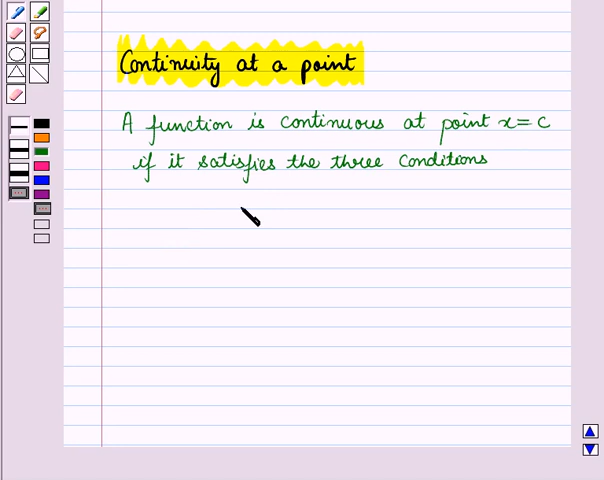 Continuity at a point
A function is continuous at point x = c
if it satisfies the three conditions